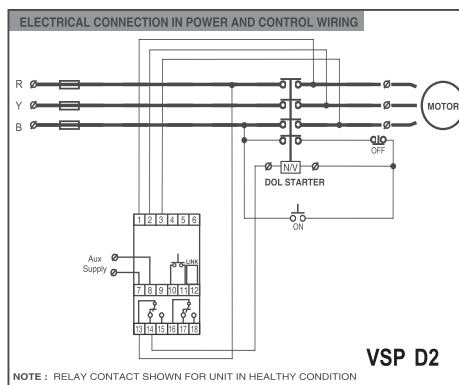 ELECTRICAL CONNECTION IN POWER AND CONTROL WIRING
R
Y
B
MOTOR
OFF
N/V
DOL STARTER
ON
1 2 3 4 5 6
Aux
Supply
LINK
7 8 9 10 11 12
13 14 15 16 17 18
VSP D2
NOTE : RELAY CONTACT SHOWN FOR UNIT IN HEALTHY CONDITION